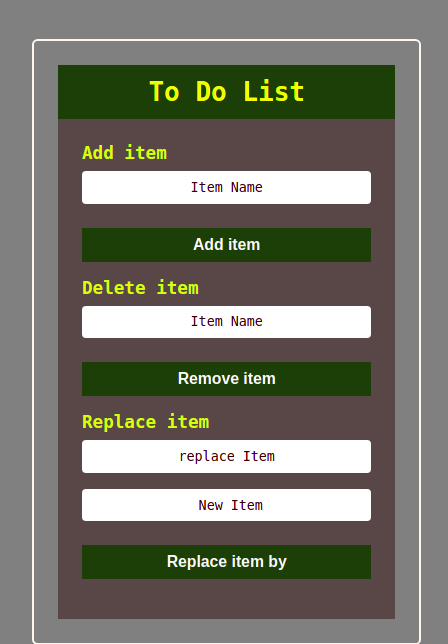 To Do List
Add item
Item Name
Add item
Delete item
Item Name
Remove item
Replace item
replace Item
New Item
Replace item by